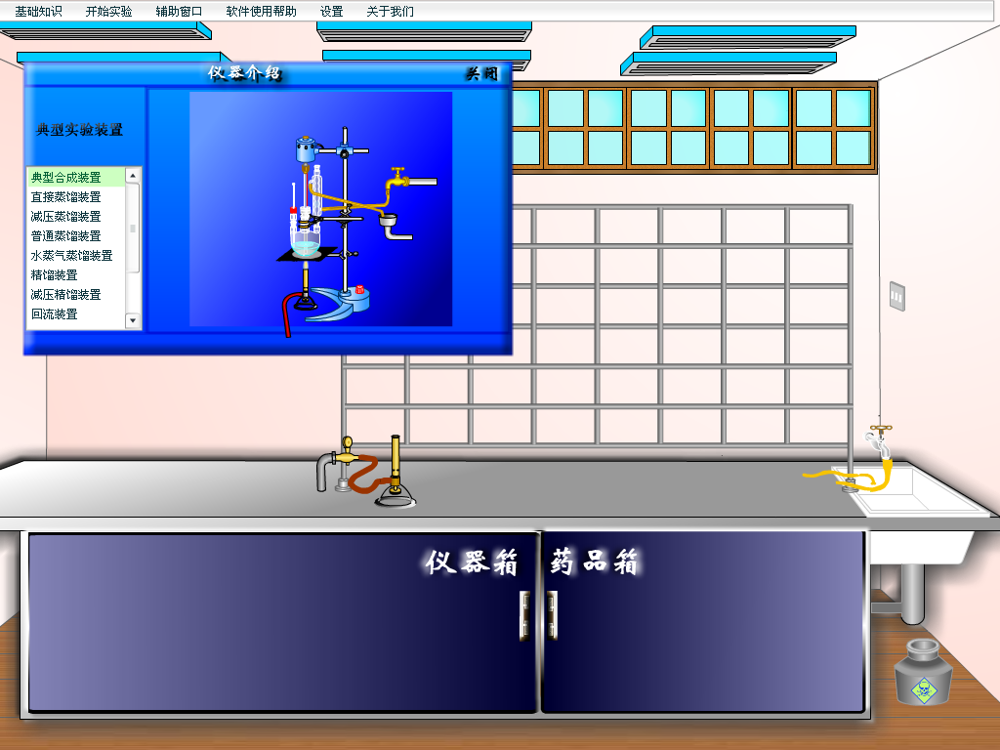 基础知识 开始实验 辅助窗口 软件使用帮助 设置 关于我们
仪器介绍 关闭
典型实验装置
典型合成装置
直接蒸馏装置
减压蒸馏装置
普通蒸馏装置
水蒸气蒸馏装置
精馏装置
减压精馏装置
回流装置
仪器箱 药品箱